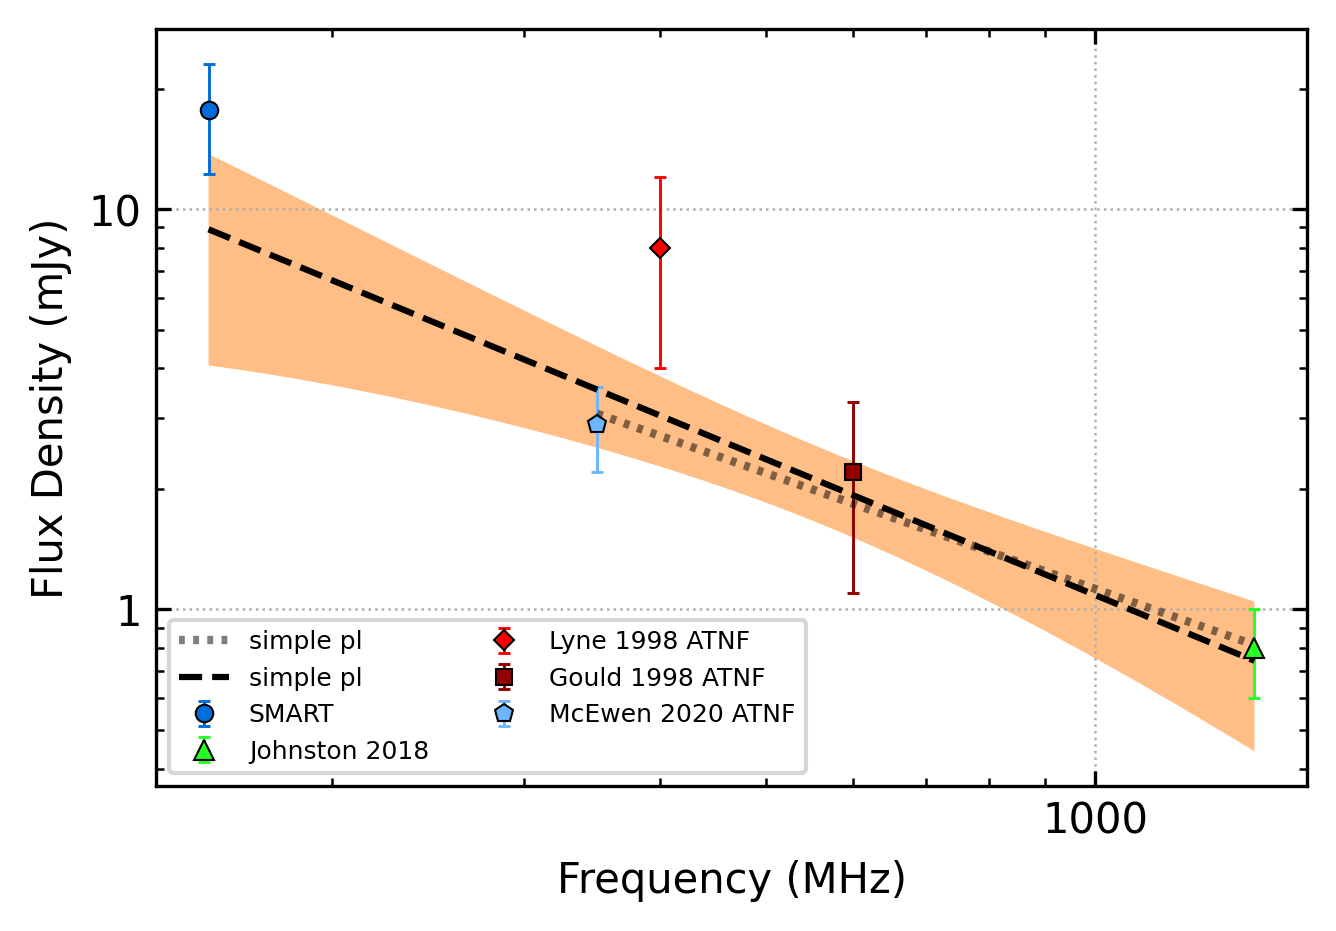 Flux Density (mJy)
10
1
simple pl
simple pl
SMART
Johnston 2018
Lyne 1998 ATNF
Gould 1998 ATNF
McEwen 2020 ATNF
1000
Frequency (MHz)